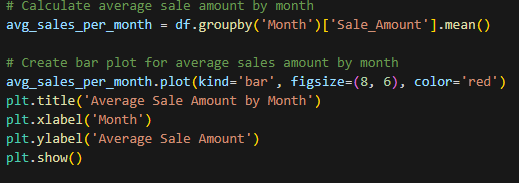 # Calculate average sale amount by month
avg_sales_per_month = df.groupby('Month')['Sale_Amount'].mean()
# Create bar plot for average sales amount by month
avg_sales_per_month.plot(kind='bar', figsize=(8, 6), color='red')
plt.title('Average Sale Amount by Month')
plt.xlabel('Month')
plt.ylabel('Average Sale Amount')
plt.show()